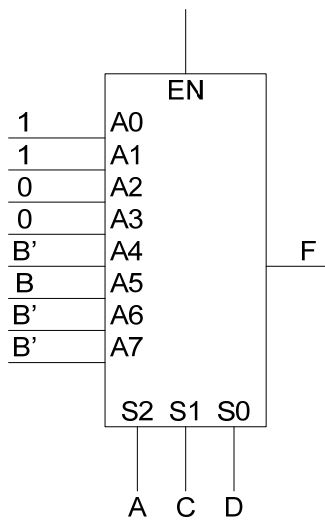 EN
1 A0
1 A1
0 A2
0 A3
B' A4 F
B A5
B' A6
B' A7
S2 S1 S0
A C D